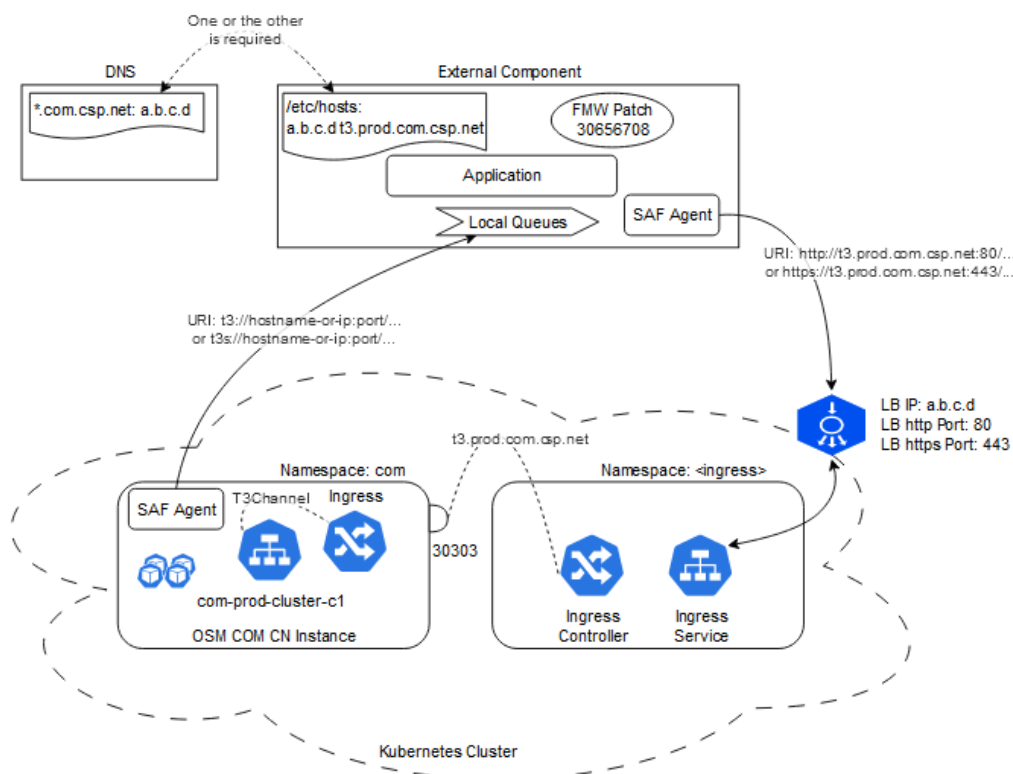 One or the other
is required
DNS
External Component
*.com.csp.net: a.b.c.d
/etc/hosts:
a.b.c.d t3.prod.com.csp.net
FMW Patch
30656708
Application
Local Queues
SAF Agent
URI: http://t3.prod.com.csp.net:80/...
or https://t3.prod.com.csp.net:443/...
URI: t3://hostname-or-ip:port/...
or t3s://hostname-or-ip:port/...
LB IP: a.b.c.d
LB http Port: 80
LB https Port: 443
t3.prod.com.csp.net
Namespace: com
Namespace: <ingress>
SAF Agent
T3Channel
Ingress
30303
com-prod-cluster-c1
OSM COM CN Instance
Ingress
Controller
Ingress
Service
Kubernetes Cluster